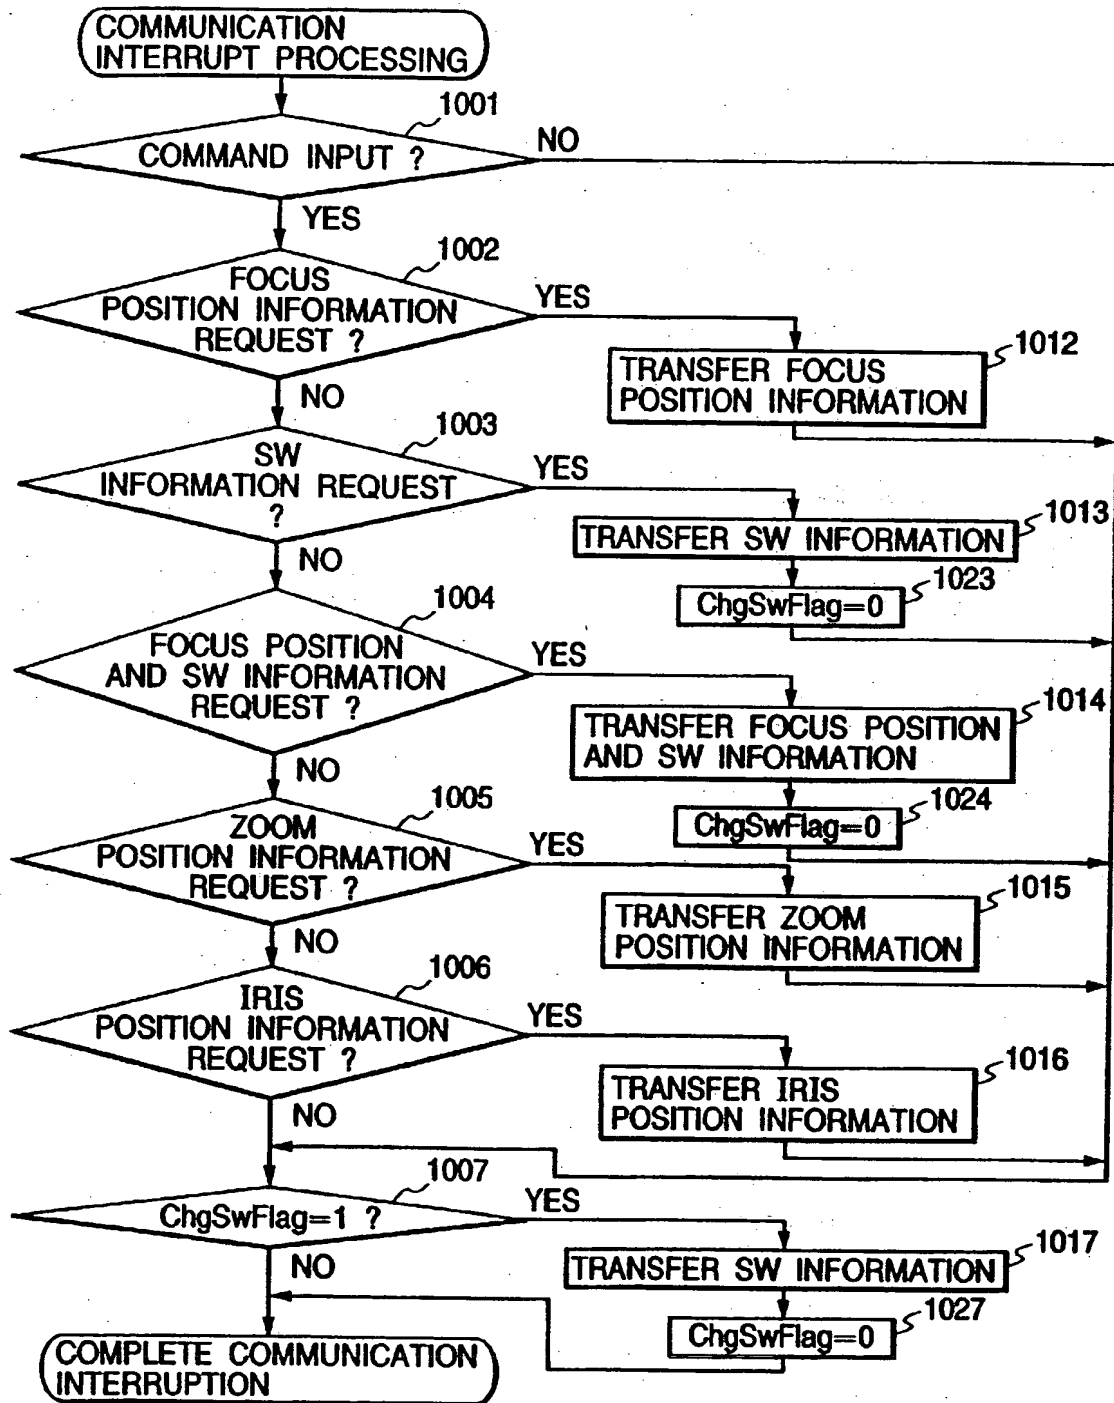 COMMUNICATION
INTERRUPT PROCESSING
1001
COMMAND INPUT ?
NO
YES
1002
FOCUS
POSITION INFORMATION
REQUEST ?
YES
1012
TRANSFER FOCUS
POSITION INFORMATION
NO
1003
SW
INFORMATION REQUEST
?
YES
1013
TRANSFER SW INFORMATION
1023
ChgSwFlag=0
NO
1004
FOCUS POSITION
AND SW INFORMATION
REQUEST ?
YES
1014
TRANSFER FOCUS POSITION
AND SW INFORMATION
1024
ChgSwFlag=0
NO
1005
ZOOM
POSITION INFORMATION
REQUEST ?
YES
1015
TRANSFER ZOOM
POSITION INFORMATION
NO
1006
IRIS
POSITION INFORMATION
REQUEST ?
YES
1016
TRANSFER IRIS
POSITION INFORMATION
NO
1007
ChgSwFlag=1 ?
YES
1017
TRANSFER SW INFORMATION
1027
ChgSwFlag=0
NO
COMPLETE COMMUNICATION
INTERRUPTION